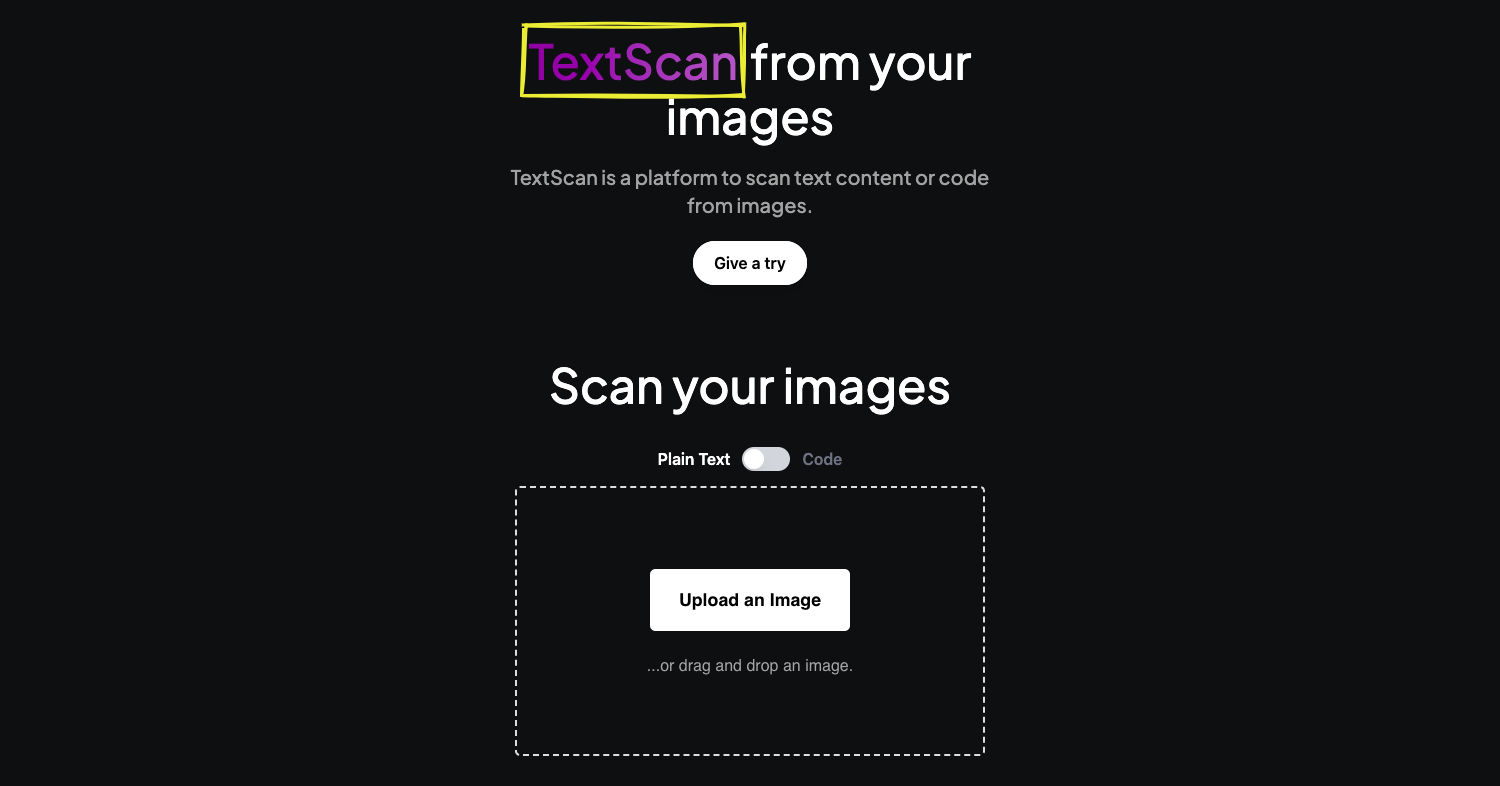 TextScan from your
images
TextScan is a platform to scan text content or code
from images.
Give a try
Scan your images
Plain Text Code
Upload an Image
...or drag and drop an image.